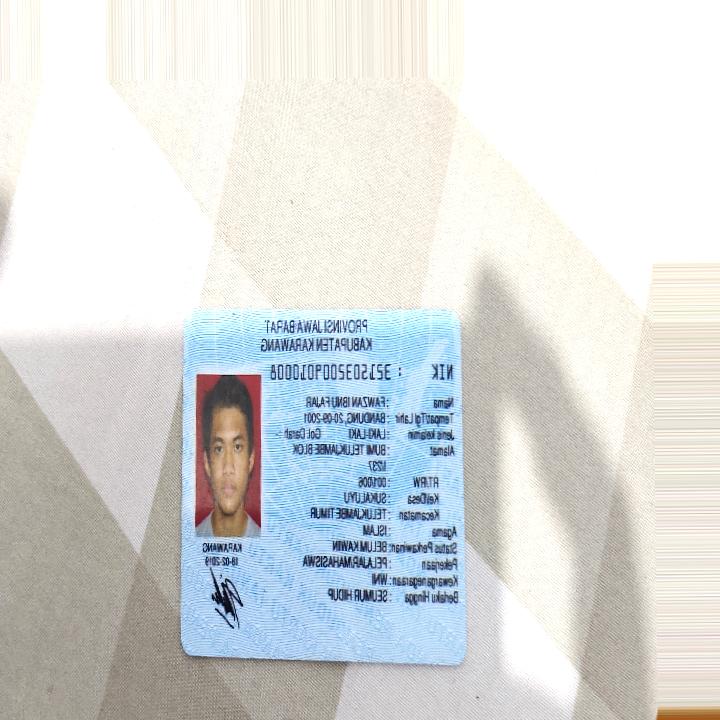 PROVINSI JAWA BARAT
KABUPATEN KARAWANG
NIK : 3215032009010008
Nama : FAWZAN IBNU FAJAR
Tempat/Tgl Lahir : BANDUNG, 20-09-2001
Jenis Kelamin : LAKI-LAKI Gol. Darah : -
Alamat : BUMI TELUKJAMBE BLOK
I/237
RT/RW : 001/006
Kel/Desa : SUKALUYU
Kecamatan : TELUKJAMBE TIMUR
Agama : ISLAM
Status Perkawinan: BELUM KAWIN
Pekerjaan : PELAJAR/MAHASISWA
Kewarganegaraan: WNI
Berlaku Hingga : SEUMUR HIDUP
KARAWANG
18-02-2019